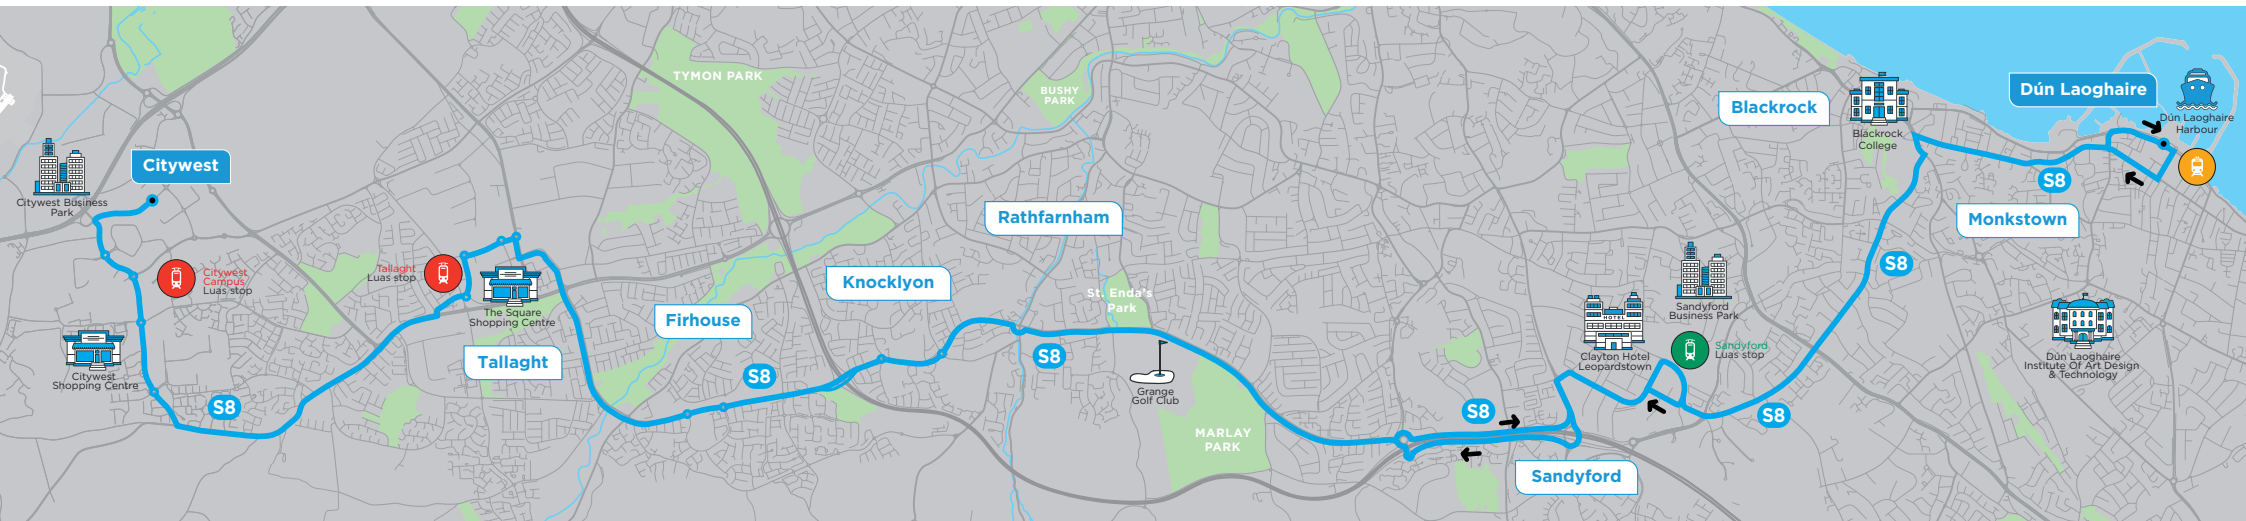 Citywest
Citywest Business
Park
Citywest
Campus
Luas stop
Citywest
Shopping Centre
S8
Tallaght
Luas stop
The Square
Shopping Centre
Tallaght
TYMON PARK
Firhouse
S8
Knocklyon
BUSHY
PARK
Rathfarnham
St. Enda's
Park
S8
Grange
Golf Club
MARLAY
PARK
S8
Sandyford
HOTEL
Clayton Hotel
Leopardstown
Sandyford
Business Park
Sandyford
Luas stop
S8
S8
Blackrock
Blackrock
College
Monkstown
S8
Dún Laoghaire
Dún Laoghaire
Harbour
Dún Laoghaire
Institute Of Art Design
& Technology